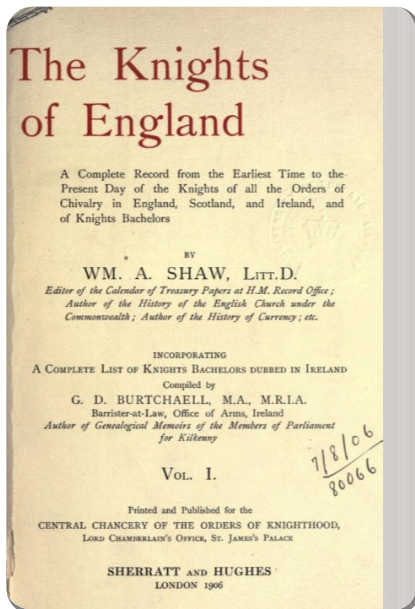 The Knights
of England
A Complete Record from the Earliest Time to the
Present Day of the Knights of all the Orders of
Chivalry in England, Scotland, and Ireland, and
of Knights Bachelors
BY
WM. A. SHAW, LITT.D.
Editor of the Calendar of Treasury Papers at H.M. Record Office;
Author of the History of the English Church under the
Commonwealth; Author of the History of Currency; etc.
INCORPORATING
A COMPLETE LIST OF KNIGHTS BACHELORS DUBBED IN IRELAND
Compiled by
G. D. BURTCHAELL, M.A., M.R.I.A.
Barrister-at-Law, Office of Arms, Ireland
Author of Genealogical Memoirs of the Members of Parliament
for Kilkenny
VOL. I.
7/8/06
80066
Printed and Published for the
CENTRAL CHANCERY OF THE ORDERS OF KNIGHTHOOD,
LORD CHAMBERLAIN'S OFFICE, ST. JAMES'S PALACE
SHERRATT AND HUGHES
LONDON 1906